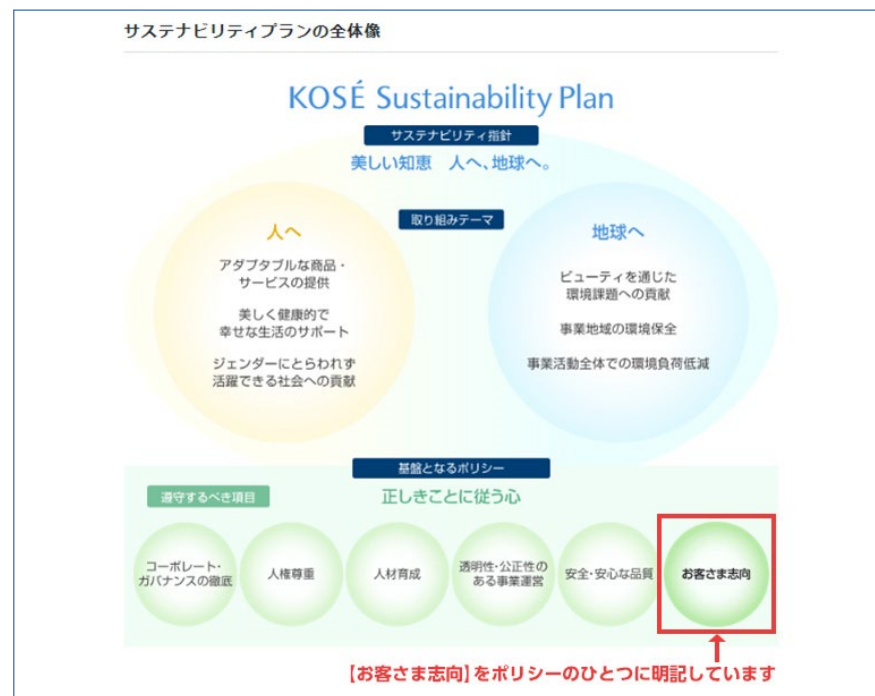 サステナビリティプランの全体像
KOSÉ Sustainability Plan
サステナビリティ指針
美しい知恵 人へ、地球へ。
取り組みテーマ
人へ
アダプタブルな商品・
サービスの提供
美しく健康的で
幸せな生活のサポート
ジェンダーにとらわれず
活躍できる社会への貢献
地球へ
ビューティを通じた
環境課題への貢献
事業地域の環境保全
事業活動全体での環境負荷低減
基盤となるポリシー
遵守するべき項目
正しきことに従う心
コーポレート・
ガバナンスの徹底
人権尊重
人材育成
透明性・公正性の
ある事業運営
安全・安心な品質
お客さま志向
【お客さま志向】をポリシーのひとつに明記しています